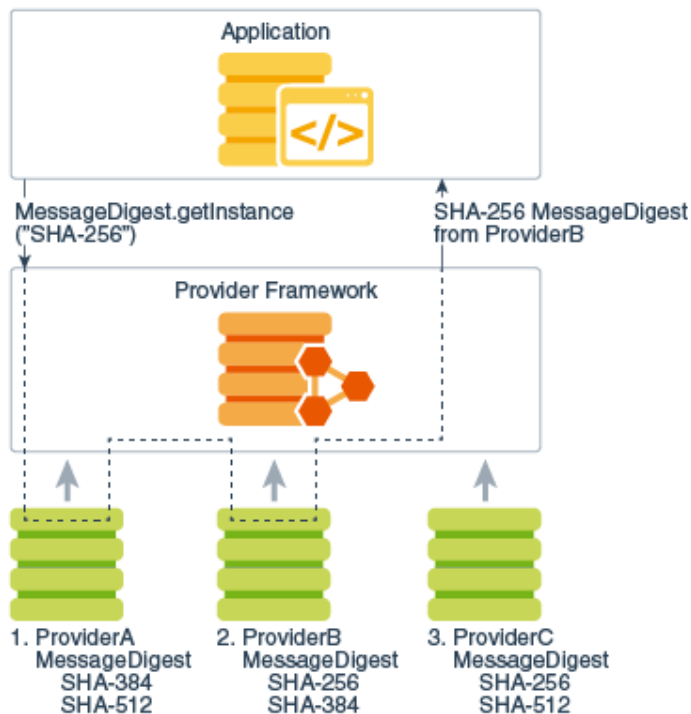 Application
</>
MessageDigest.getInstance
("SHA-256")
SHA-256 MessageDigest
from ProviderB
Provider Framework
1. ProviderA
MessageDigest
SHA-384
SHA-512
2. ProviderB
MessageDigest
SHA-256
SHA-384
3. ProviderC
MessageDigest
SHA-256
SHA-512